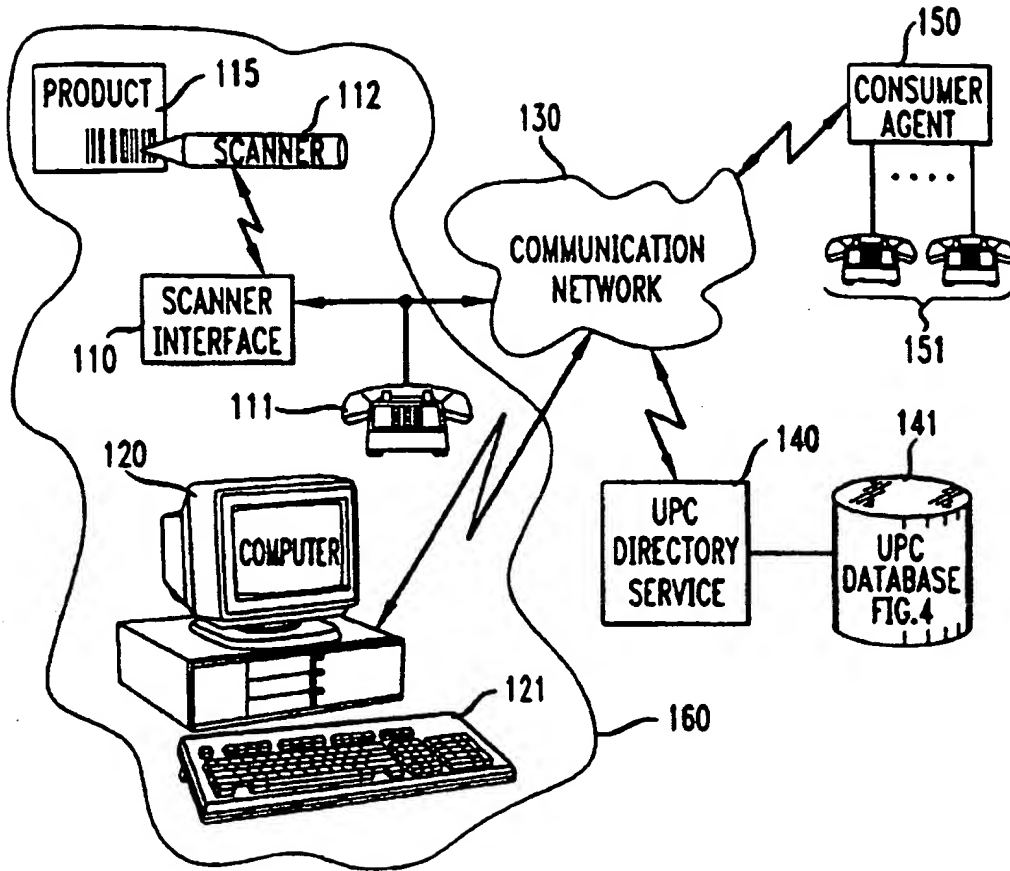 150
115
PRODUCT
112
CONSUMER
AGENT
SCANNER
130
COMMUNICATION
NETWORK
SCANNER
INTERFACE
151
110
111
140
141
120
UPC
DIRECTORY
SERVICE
UPC
DATABASE
FIG.4
COMPUTER
121
160